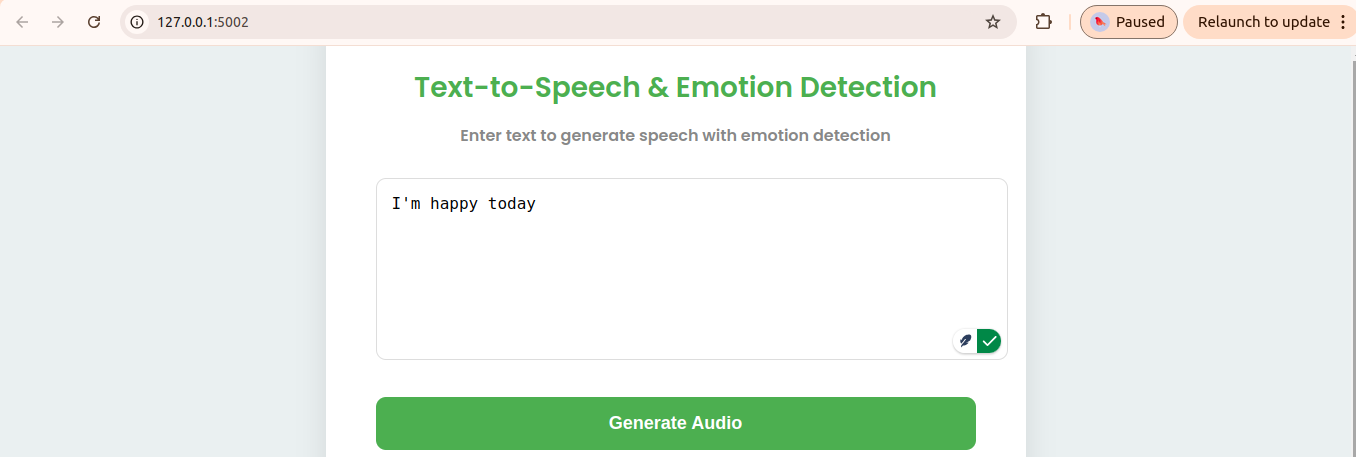 127.0.0.1:5002
Paused
Relaunch to update
Text-to-Speech & Emotion Detection
Enter text to generate speech with emotion detection
I'm happy today
Generate Audio